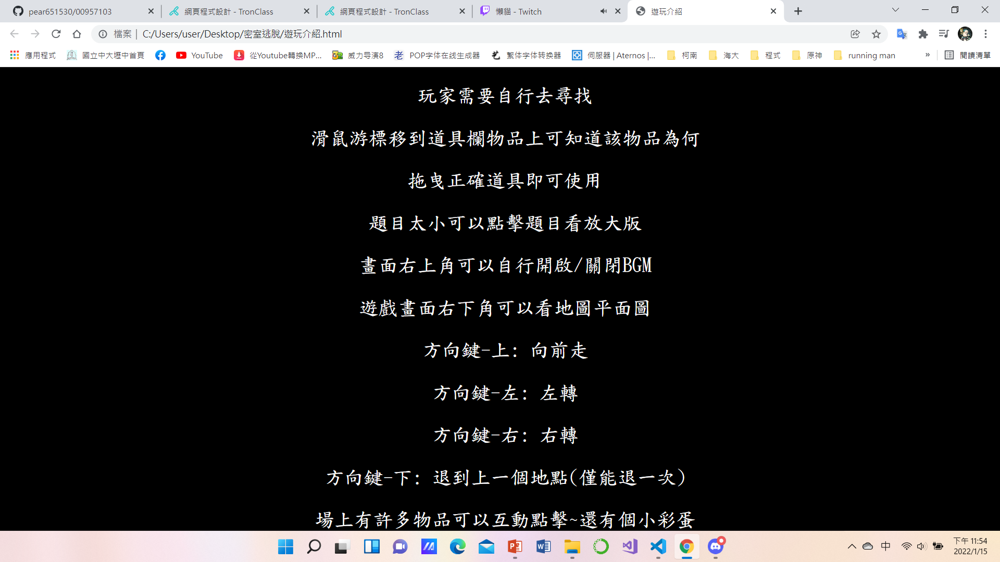 pear651530/00957103
網頁程式設計 - TronClass
網頁程式設計 - TronClass
懶貓 - Twitch
遊玩介紹
檔案 | C:/Users/user/Desktop/密室逃脫/遊玩介紹.html
應用程式
國立中大壢中首頁
YouTube
從Youtube轉換MP...
威力导演8
老
POP字体在线生成器
繁体字体转换器
伺服器 | Aternos |...
柯南
海大
程式
原神
running man
»
閱讀清單
玩家需要自行去尋找
滑鼠游標移到道具欄物品上可知道該物品為何
拖曳正確道具即可使用
題目太小可以點擊題目看放大版
畫面右上角可以自行開啟/關閉BGM
遊戲畫面右下角可以看地圖平面圖
方向鍵-上: 向前走
方向鍵-左: 左轉
方向鍵-右: 右轉
方向鍵-下: 退到上一個地點(僅能退一次)
場上有許多物品可以互動點擊~還有個小彩蛋
中
下午 11:54
2022/1/15